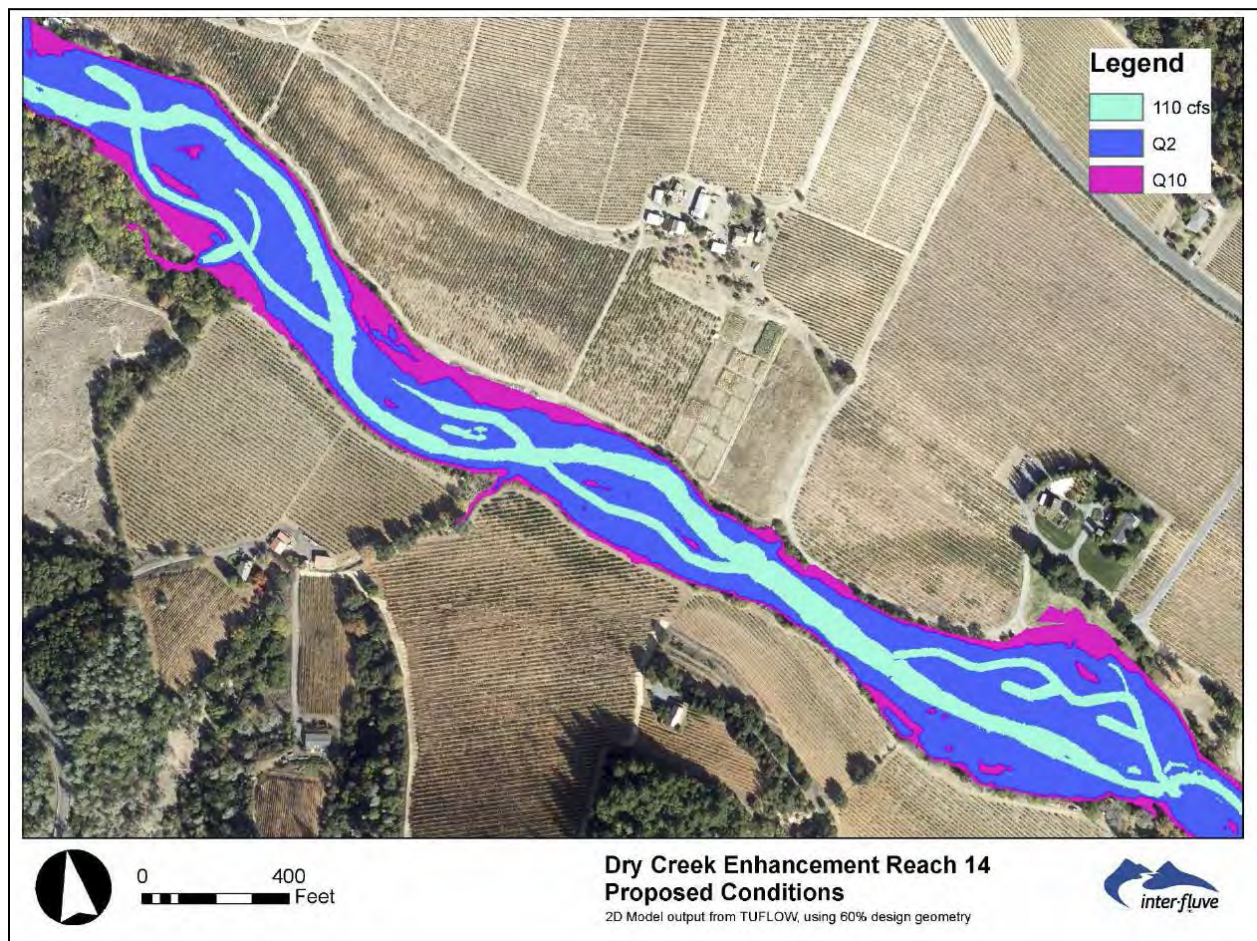 Legend
110 cfs
Q2
Q10
0 400
Feet
Dry Creek Enhancement Reach 14
Proposed Conditions
2D Model output from TUFLOW, using 60% design geometry
inter-fluve